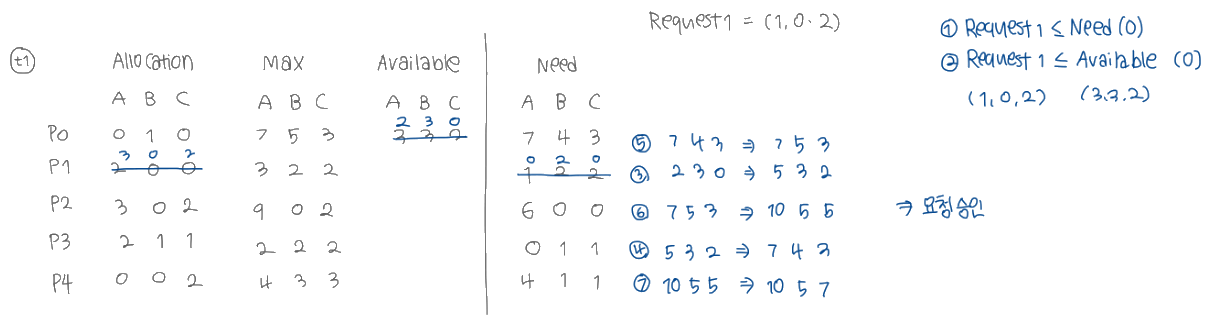 Request1 = (1,0.2)
① Request1 ≤ Need (0)
② Request1 ≤ Available (0)
(1,0,2) (3.3.2)
t1 Allocation Max Available Need
A B C A B C A B C A B C
2 3 0
P0 0 1 0 7 5 3 3 3 2 7 4 3 ⑤ 7 4 3 ⇒ 7 5 3
3 0 2 0 2 0
P1 2 0 0 3 2 2 1 2 2 ③ 2 3 0 ⇒ 5 3 2
P2 3 0 2 9 0 2 6 0 0 ⑥ 7 5 3 ⇒ 10 5 5 ⇒ 요청승인
P3 2 1 1 2 2 2 0 1 1 ④ 5 3 2 ⇒ 7 4 3
P4 0 0 2 4 3 3 4 1 1 ⑦ 10 5 5 ⇒ 10 5 7